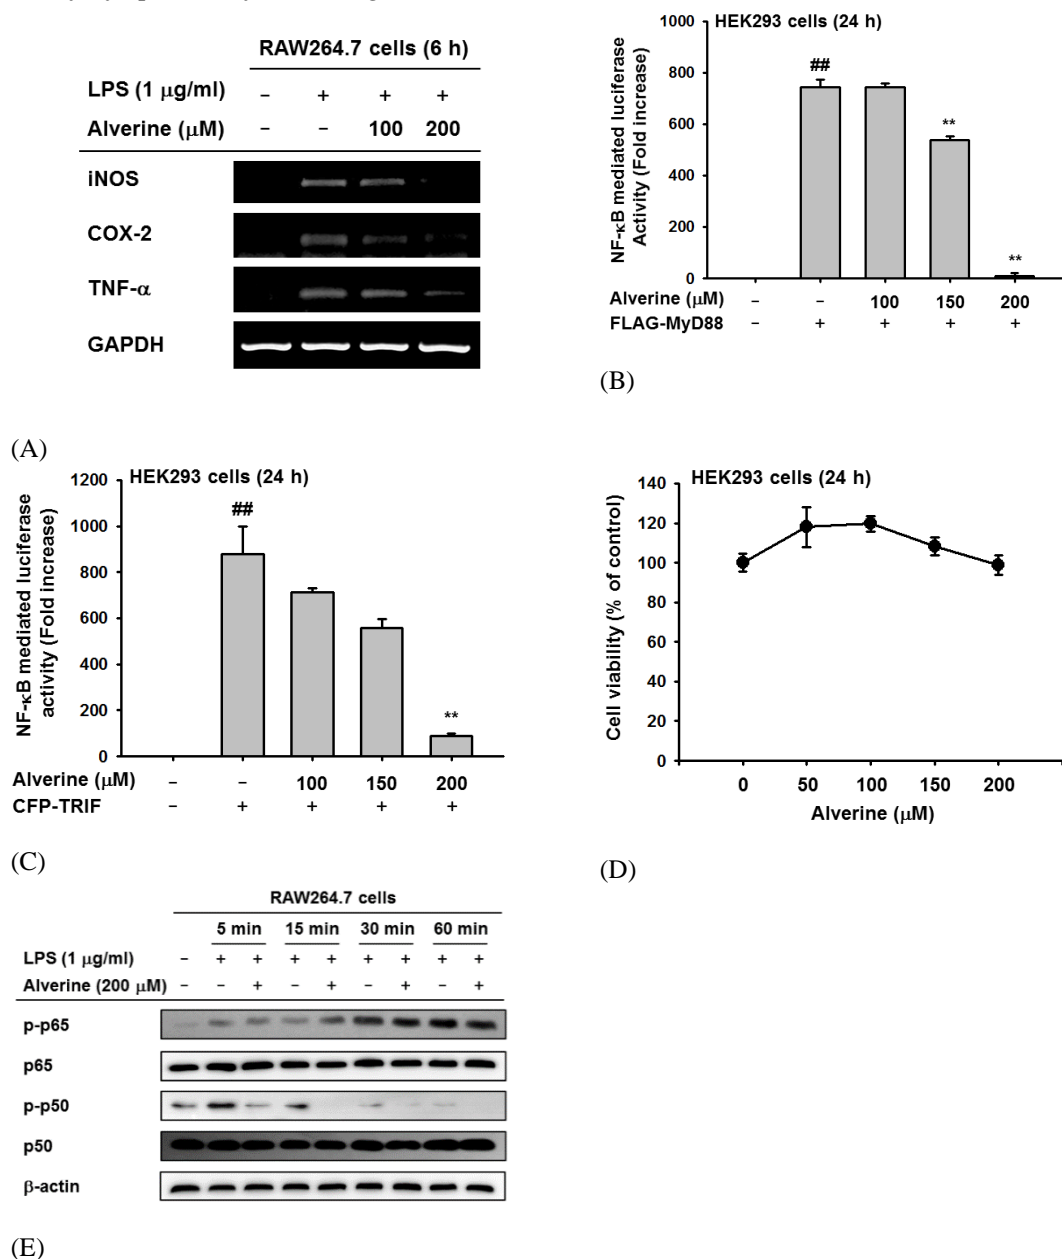 RAW264.7 cells (6 h)
LPS (1 μg/ml) – + + +
Alverine (μM) – – 100 200
iNOS
COX-2
TNF-α
GAPDH
(A)
HEK293 cells (24 h)
NF-κB mediated luciferase
Activity (Fold increase)
1000
800
600
400
200
0
##
**
**
Alverine (μM) – – 100 150 200
FLAG-MyD88 – + + + +
(B)
HEK293 cells (24 h)
NF-κB mediated luciferase
activity (Fold increase)
1200
1000
800
600
400
200
0
##
**
Alverine (μM) – – 100 150 200
CFP-TRIF – + + + +
(C)
HEK293 cells (24 h)
Cell viability (% of control)
140
120
100
80
60
40
20
0
0 50 100 150 200
Alverine (μM)
(D)
RAW264.7 cells
5 min 15 min 30 min 60 min
LPS (1 μg/ml) – + + + + + + + +
Alverine (200 μM) – – + – + – + – +
p-p65
p65
p-p50
p50
β-actin
(E)